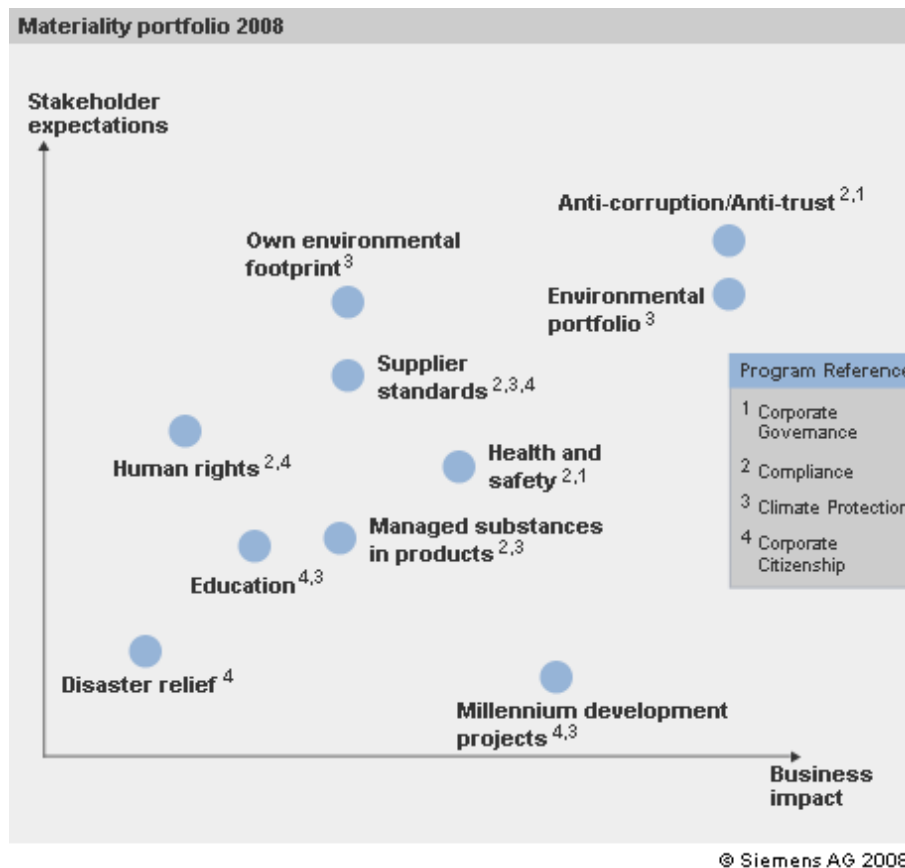 Materiality portfolio 2008
Stakeholder
expectations
Anti-corruption/Anti-trust 2,1
Own environmental
footprint 3
Environmental
portfolio 3
Supplier
standards 2,3,4
Human rights 2,4
Health and
safety 2,1
Managed substances
in products 2,3
Education 4,3
Disaster relief 4
Millennium development
projects 4,3
Business
impact
Program Reference
1 Corporate
Governance
2 Compliance
3 Climate Protection
4 Corporate
Citizenship
© Siemens AG 2008